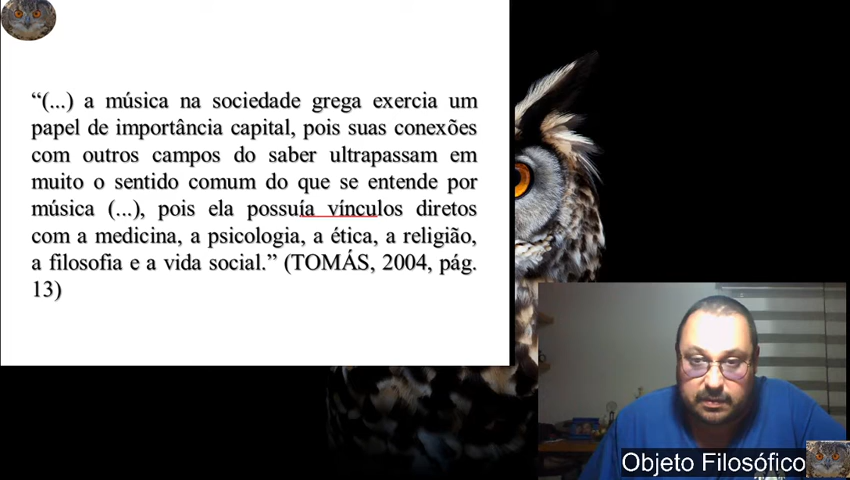 “(...) a música na sociedade grega exercia um
papel de importância capital, pois suas conexões
com outros campos do saber ultrapassam em
muito o sentido comum do que se entende por
música (...), pois ela possuía vínculos diretos
com a medicina, a psicologia, a ética, a religião,
a filosofia e a vida social.” (TOMÁS, 2004, pág.
13)
Objeto Filosófico